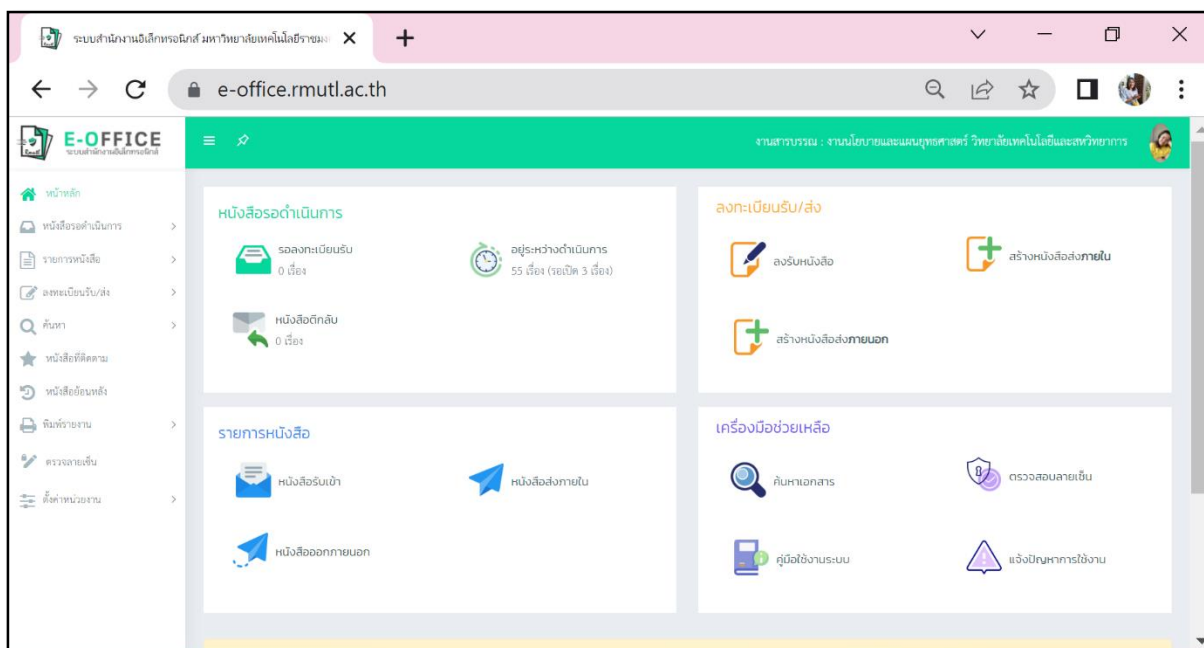 ระบบสำนักงานอิเล็กทรอนิกส์ มหาวิทยาลัยเทคโนโลยีราชมง
e-office.rmutl.ac.th
E-OFFICE
ระบบสำนักงานอิเล็กทรอนิกส์
งานสารบรรณ : งานนโยบายและแผนยุทธศาสตร์ วิทยาลัยเทคโนโลยีและสหวิทยาการ
หน้าหลัก
หนังสือรอดำเนินการ
รายการหนังสือ
ลงทะเบียนรับ/ส่ง
ค้นหา
หนังสือที่ติดตาม
หนังสือย้อนหลัง
พิมพ์รายงาน
ตรวจลายเซ็น
ตั้งค่าหน่วยงาน
หนังสือรอดำเนินการ
รอลงทะเบียนรับ
0 เรื่อง
อยู่ระหว่างดำเนินการ
55 เรื่อง (รอเปิด 3 เรื่อง)
หนังสือตีกลับ
0 เรื่อง
ลงทะเบียนรับ/ส่ง
ลงรับหนังสือ
สร้างหนังสือส่งภายใน
สร้างหนังสือส่งภายนอก
รายการหนังสือ
หนังสือรับเข้า
หนังสือส่งภายใน
หนังสือออกภายนอก
เครื่องมือช่วยเหลือ
ค้นหาเอกสาร
ตรวจสอบลายเซ็น
คู่มือใช้งานระบบ
แจ้งปัญหาการใช้งาน